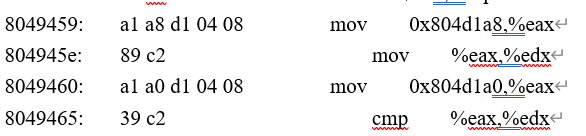 8049459: a1 a8 d1 04 08 mov 0x804d1a8,%eax↵
804945e: 89 c2 mov %eax,%edx↵
8049460: a1 a0 d1 04 08 mov 0x804d1a0,%eax↵
8049465: 39 c2 cmp %eax,%edx↵